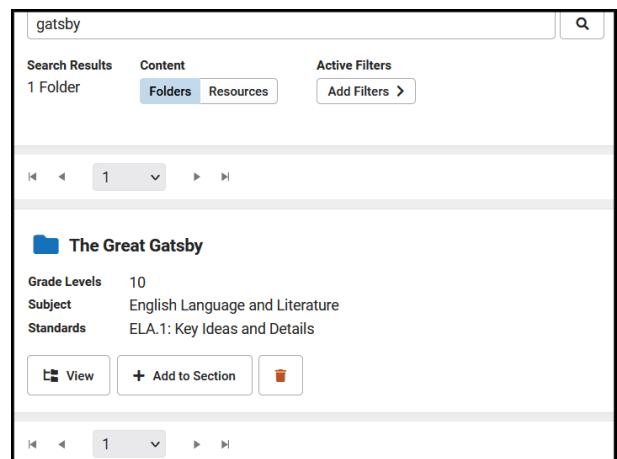 gatsby
Search Results Content Active Filters
1 Folder Folders Resources Add Filters
1
The Great Gatsby
Grade Levels 10
Subject English Language and Literature
Standards ELA.1: Key Ideas and Details
View + Add to Section
1